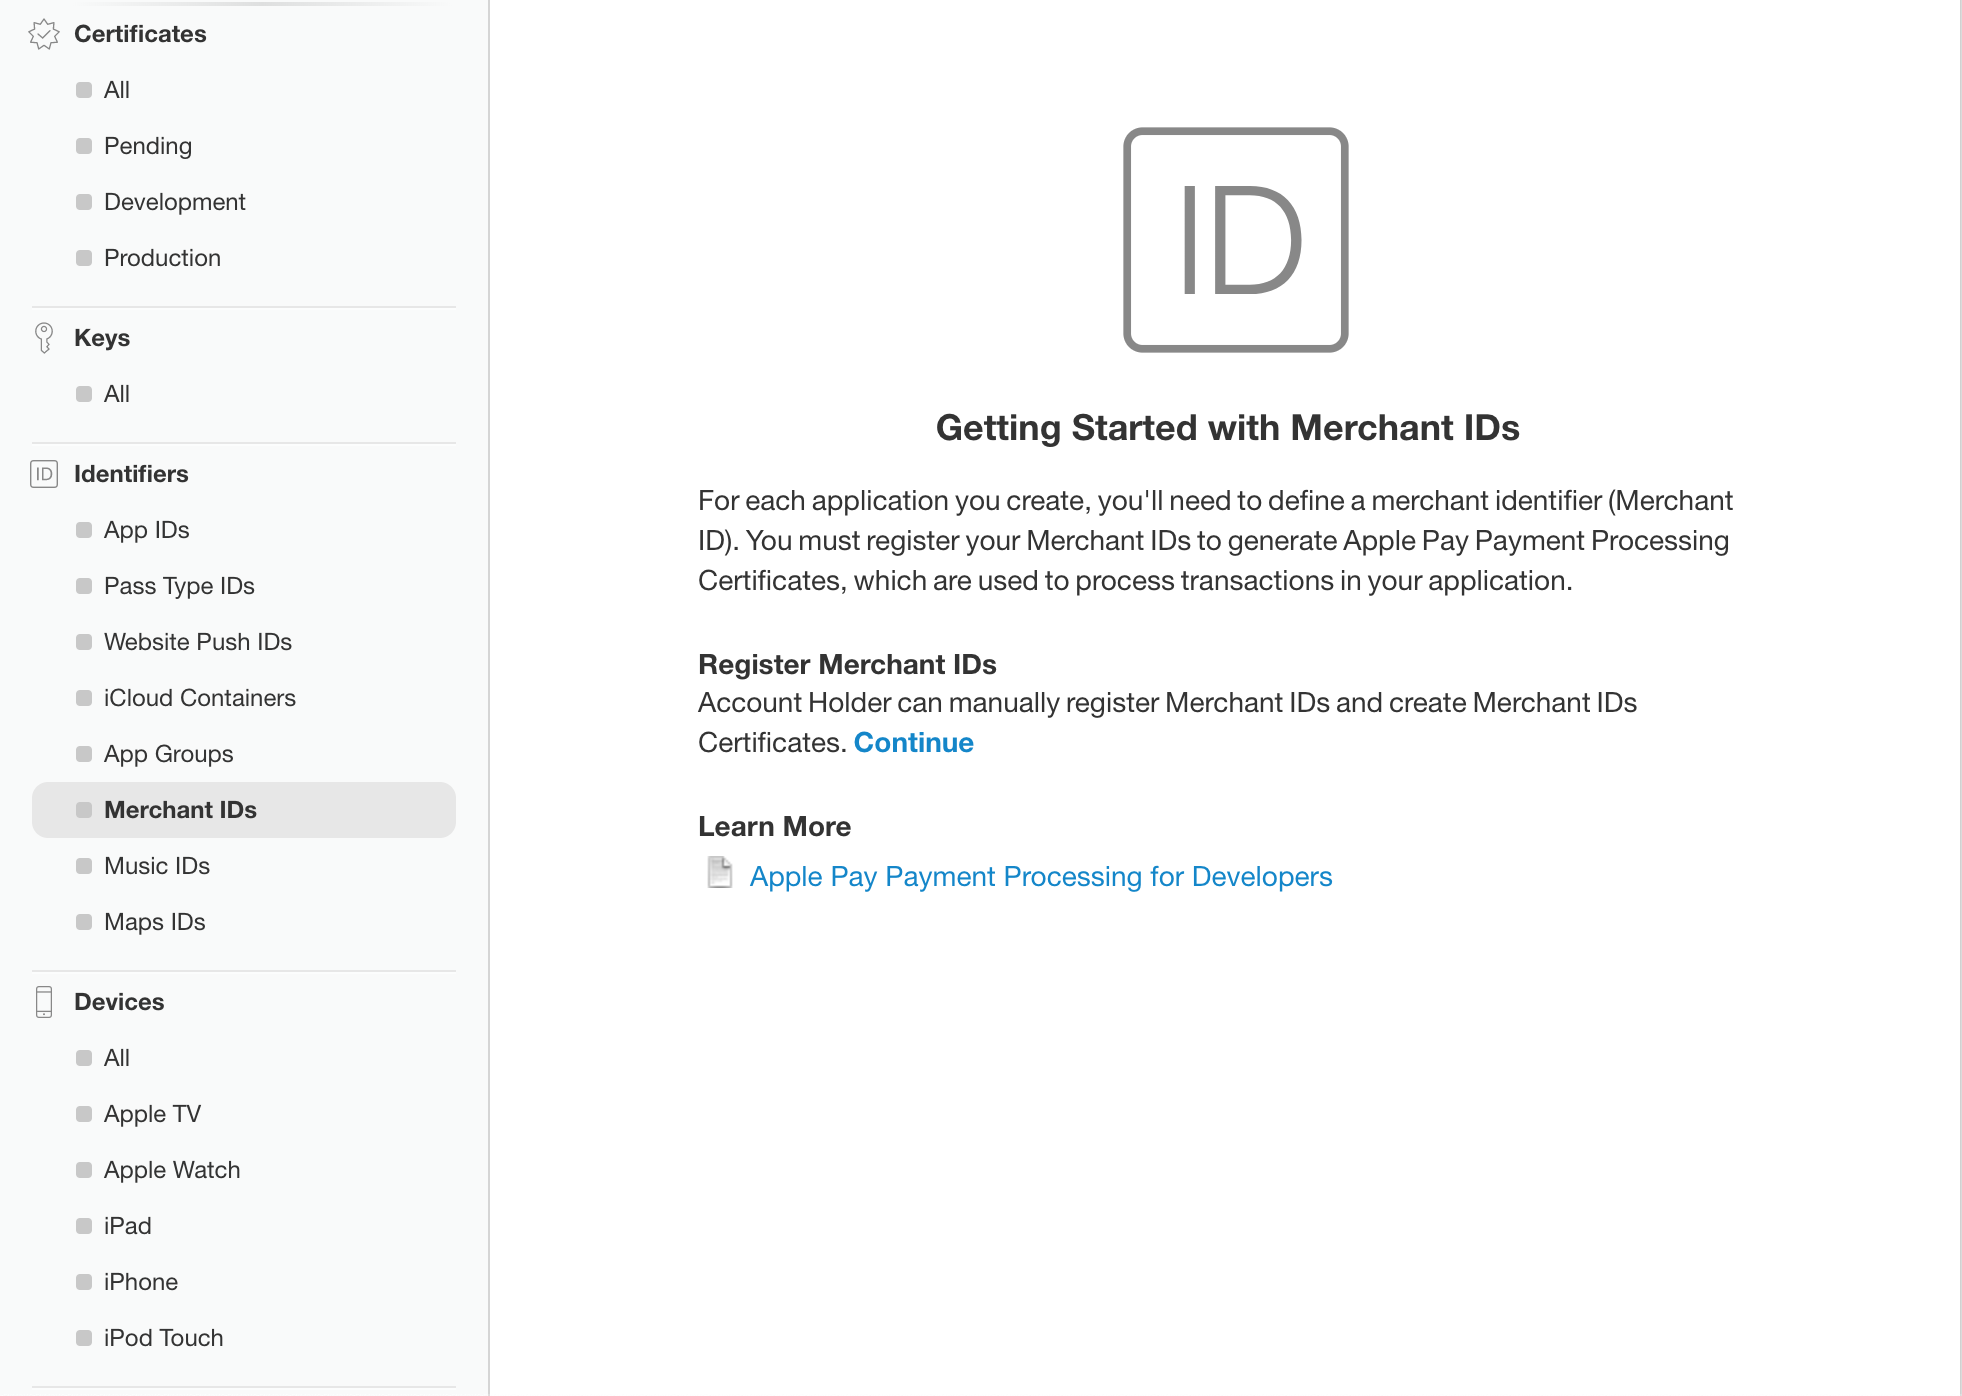 Certificates
All
Pending
Development
Production
Keys
All
ID Identifiers
App IDs
Pass Type IDs
Website Push IDs
iCloud Containers
App Groups
Merchant IDs
Music IDs
Maps IDs
Devices
All
Apple TV
Apple Watch
iPad
iPhone
iPod Touch
ID
Getting Started with Merchant IDs
For each application you create, you'll need to define a merchant identifier (Merchant
ID). You must register your Merchant IDs to generate Apple Pay Payment Processing
Certificates, which are used to process transactions in your application.
Register Merchant IDs
Account Holder can manually register Merchant IDs and create Merchant IDs
Certificates. Continue
Learn More
Apple Pay Payment Processing for Developers